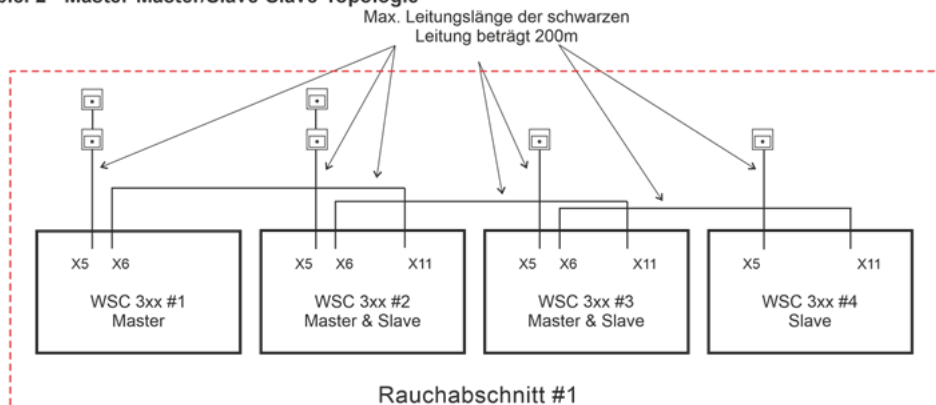 2 - Master-Master/Slave-Slave-Topologie
Max. Leitungslänge der schwarzen
Leitung beträgt 200m
X5 X6
WSC 3xx #1
Master
X5 X6 X11
WSC 3xx #2
Master & Slave
X5 X6 X11
WSC 3xx #3
Master & Slave
X5 X11
WSC 3xx #4
Slave
Rauchabschnitt #1